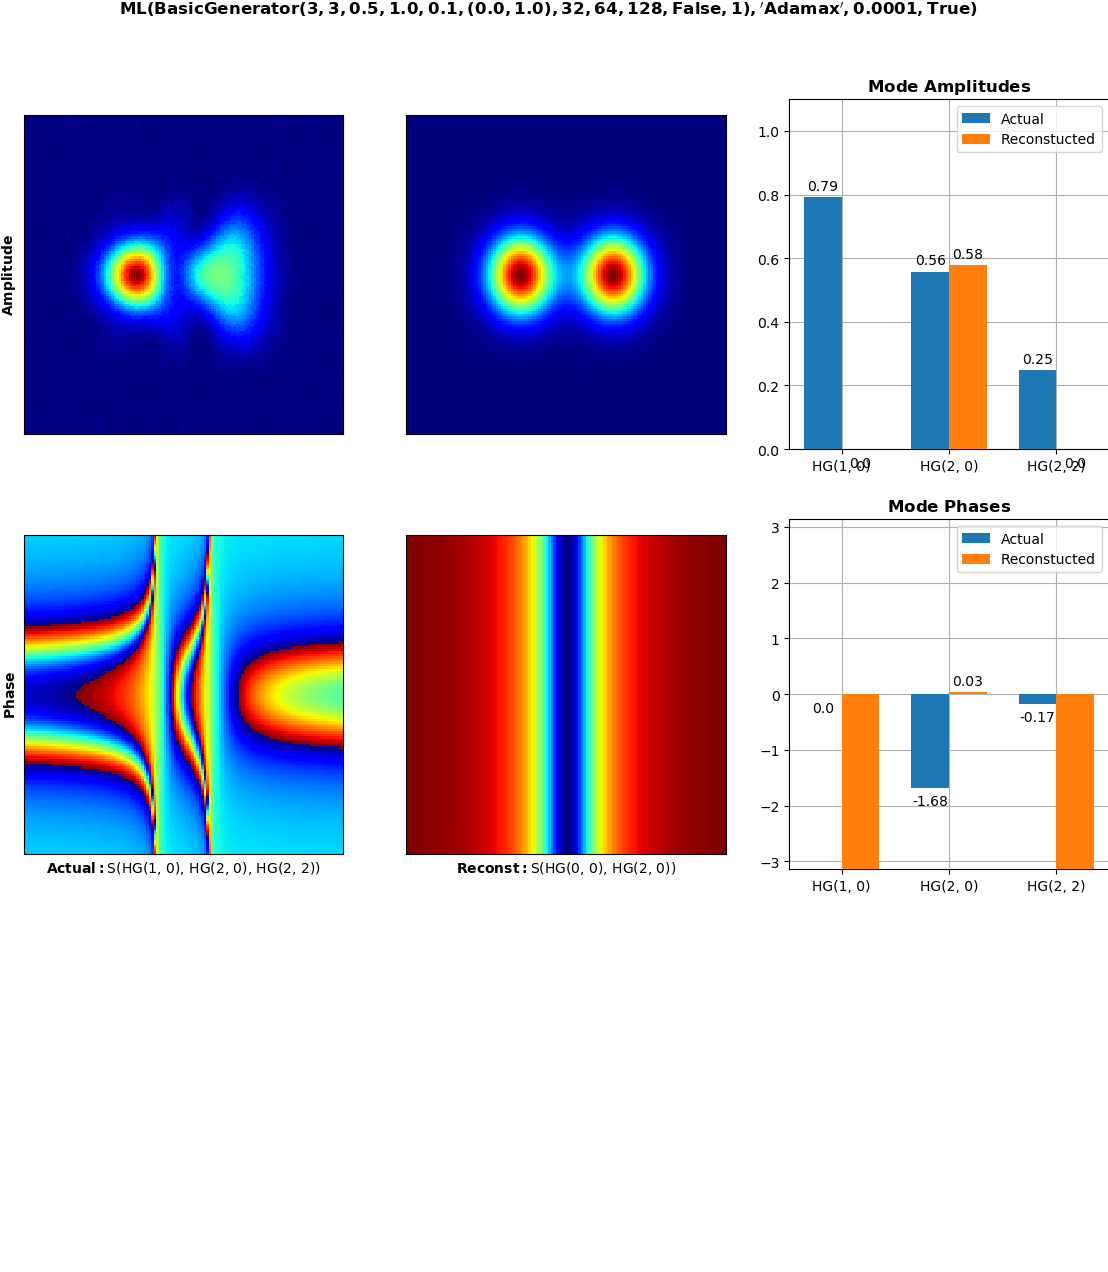 ML(BasicGenerator(3, 3, 0.5, 1.0, 0.1, (0.0, 1.0), 32, 64, 128, False, 1), ′Adamax′, 0.0001, True)
Amplitude
Mode Amplitudes
Actual
Reconstucted
1.0
0.8
0.6
0.4
0.2
0.0
0.79
0.56
0.58
0.25
0.0
0.0
HG(1, 0)
HG(2, 0)
HG(2, 2)
Phase
Actual: S(HG(1, 0), HG(2, 0), HG(2, 2))
Reconst: S(HG(0, 0), HG(2, 0))
Mode Phases
Actual
Reconstucted
3
2
1
0
−1
−2
−3
0.0
-1.68
0.03
-0.17
HG(1, 0)
HG(2, 0)
HG(2, 2)